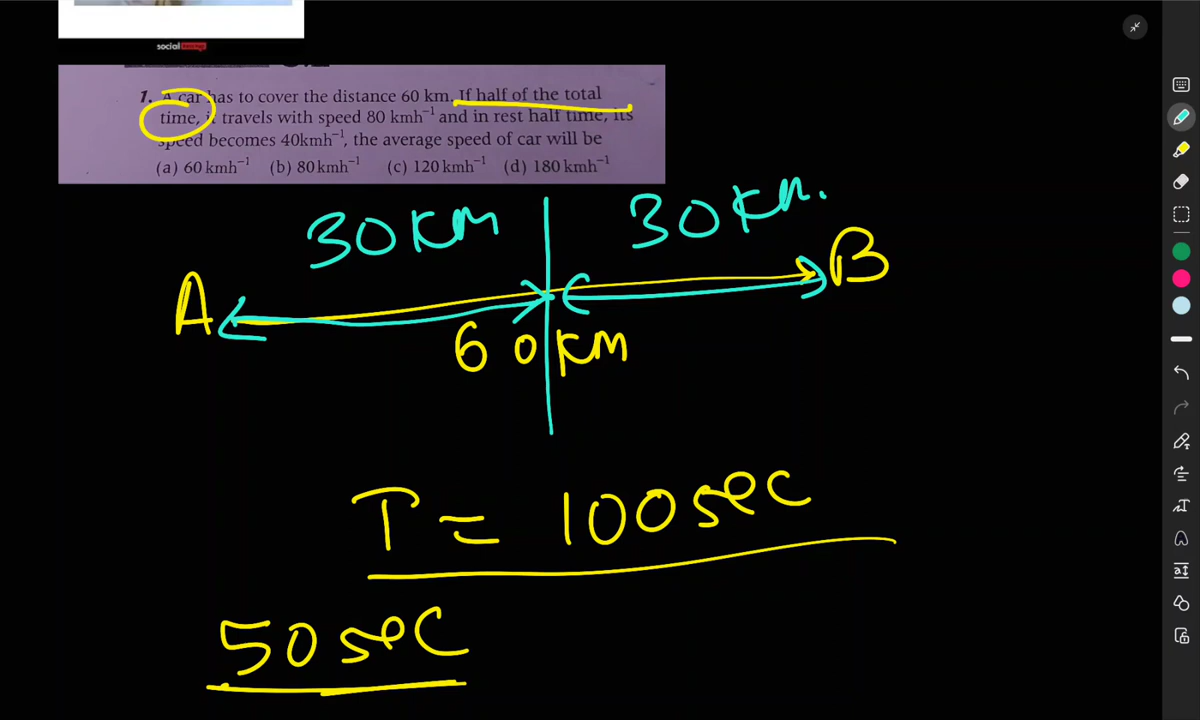 social
1. A car has to cover the distance 60 km. If half of the total
time, it travels with speed 80 kmh⁻¹ and in rest half time, its
speed becomes 40kmh⁻¹, the average speed of car will be
(a) 60 kmh⁻¹ (b) 80 kmh⁻¹ (c) 120 kmh⁻¹ (d) 180 kmh⁻¹
30 KM 30 KM.
A B
60 KM
T = 100 sec
50 sec